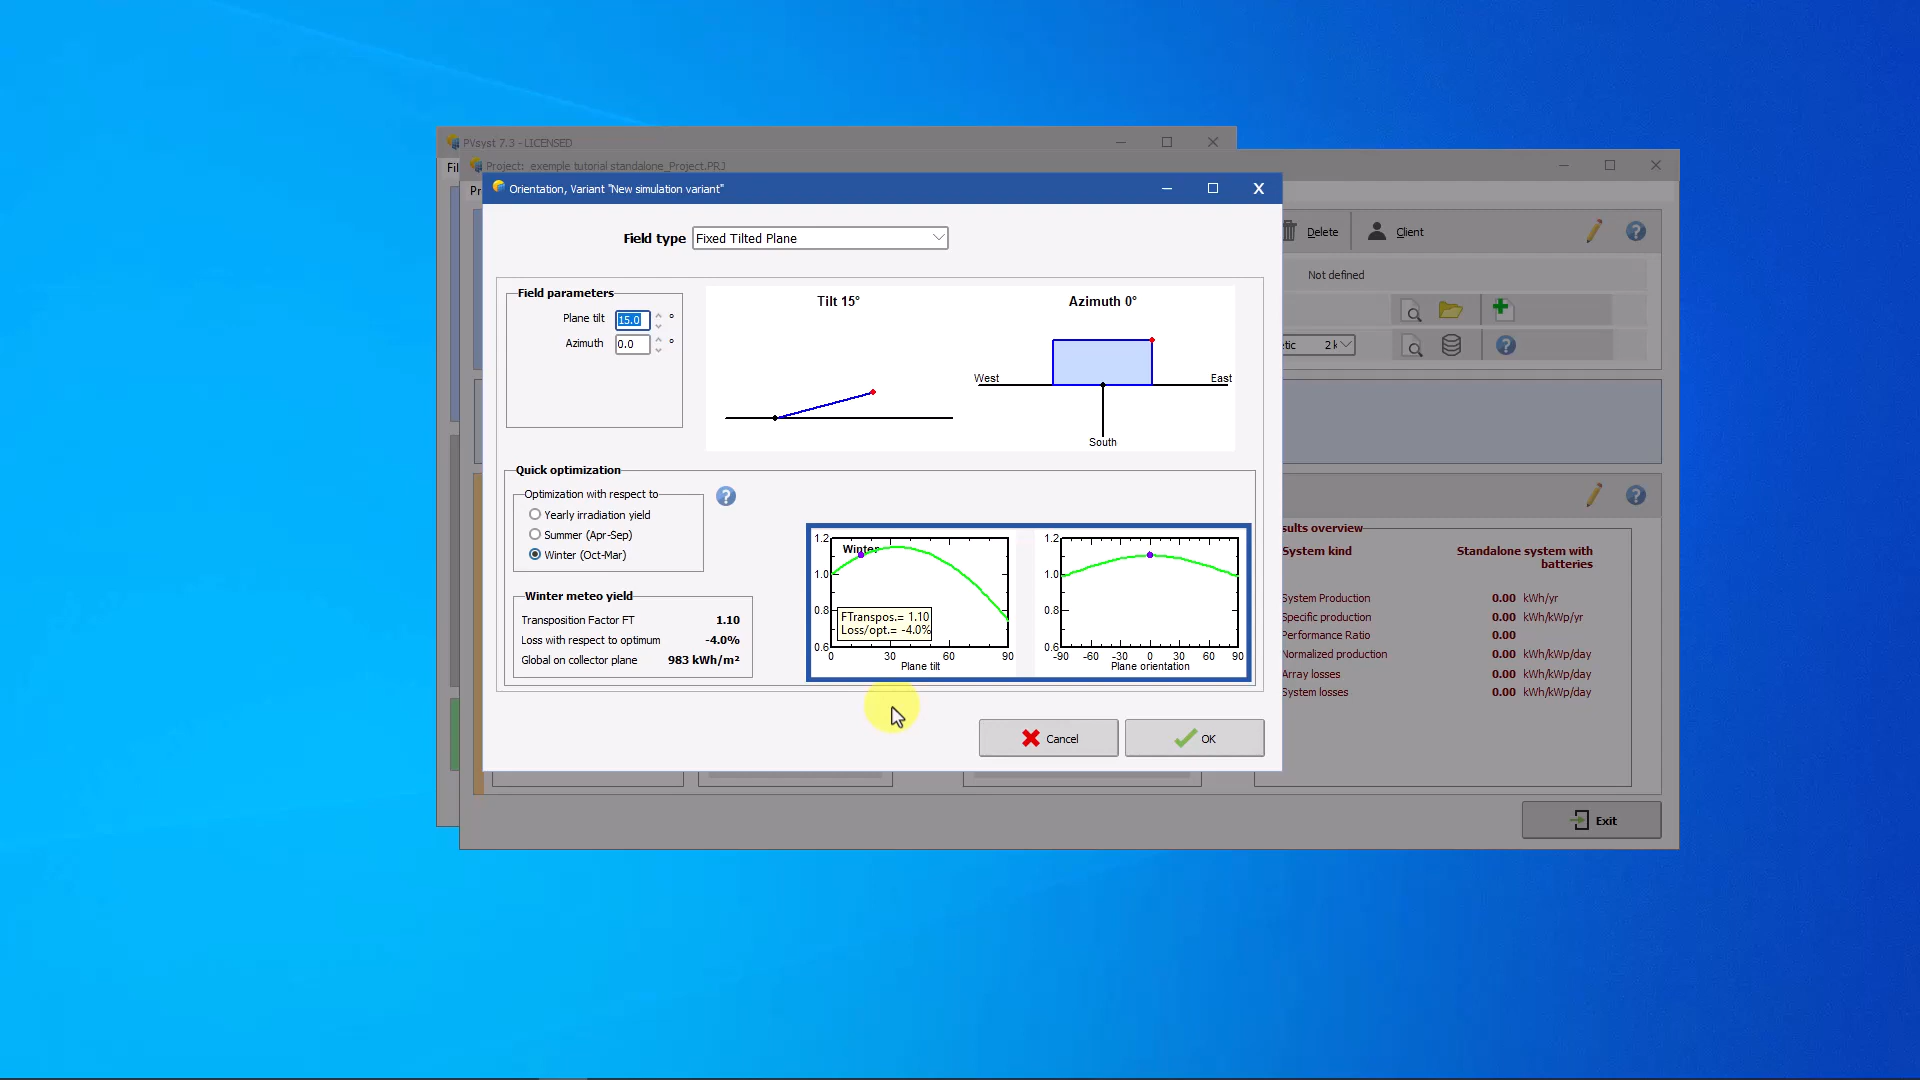 PVsyst 7.3 - LICENSED
Fil
Project: exemple tutorial standalone_Project.PRJ
Pr
Orientation, Variant "New simulation variant"
X
Field type Fixed Tilted Plane
Delete
Client
Not defined
Field parameters
Plane tilt 15.0 °
Azimuth 0.0 °
Tilt 15°
Azimuth 0°
West
East
South
etic 2 k
Quick optimization
Optimization with respect to
Yearly irradiation yield
Summer (Apr-Sep)
Winter (Oct-Mar)
Winter meteo yield
Transposition Factor FT 1.10
Loss with respect to optimum -4.0%
Global on collector plane 983 kWh/m²
Winter
1.2
1.0
0.8
0.6
FTranspos.= 1.10
Loss/opt.= -4.0%
0 30 60 90
Plane tilt
1.2
1.0
0.8
0.6
-90 -60 -30 0 30 60 90
Plane orientation
Cancel
OK
sults overview
System kind Standalone system with
batteries
System Production 0.00 kWh/yr
Specific production 0.00 kWh/kWp/yr
Performance Ratio 0.00
Normalized production 0.00 kWh/kWp/day
Array losses 0.00 kWh/kWp/day
System losses 0.00 kWh/kWp/day
Exit